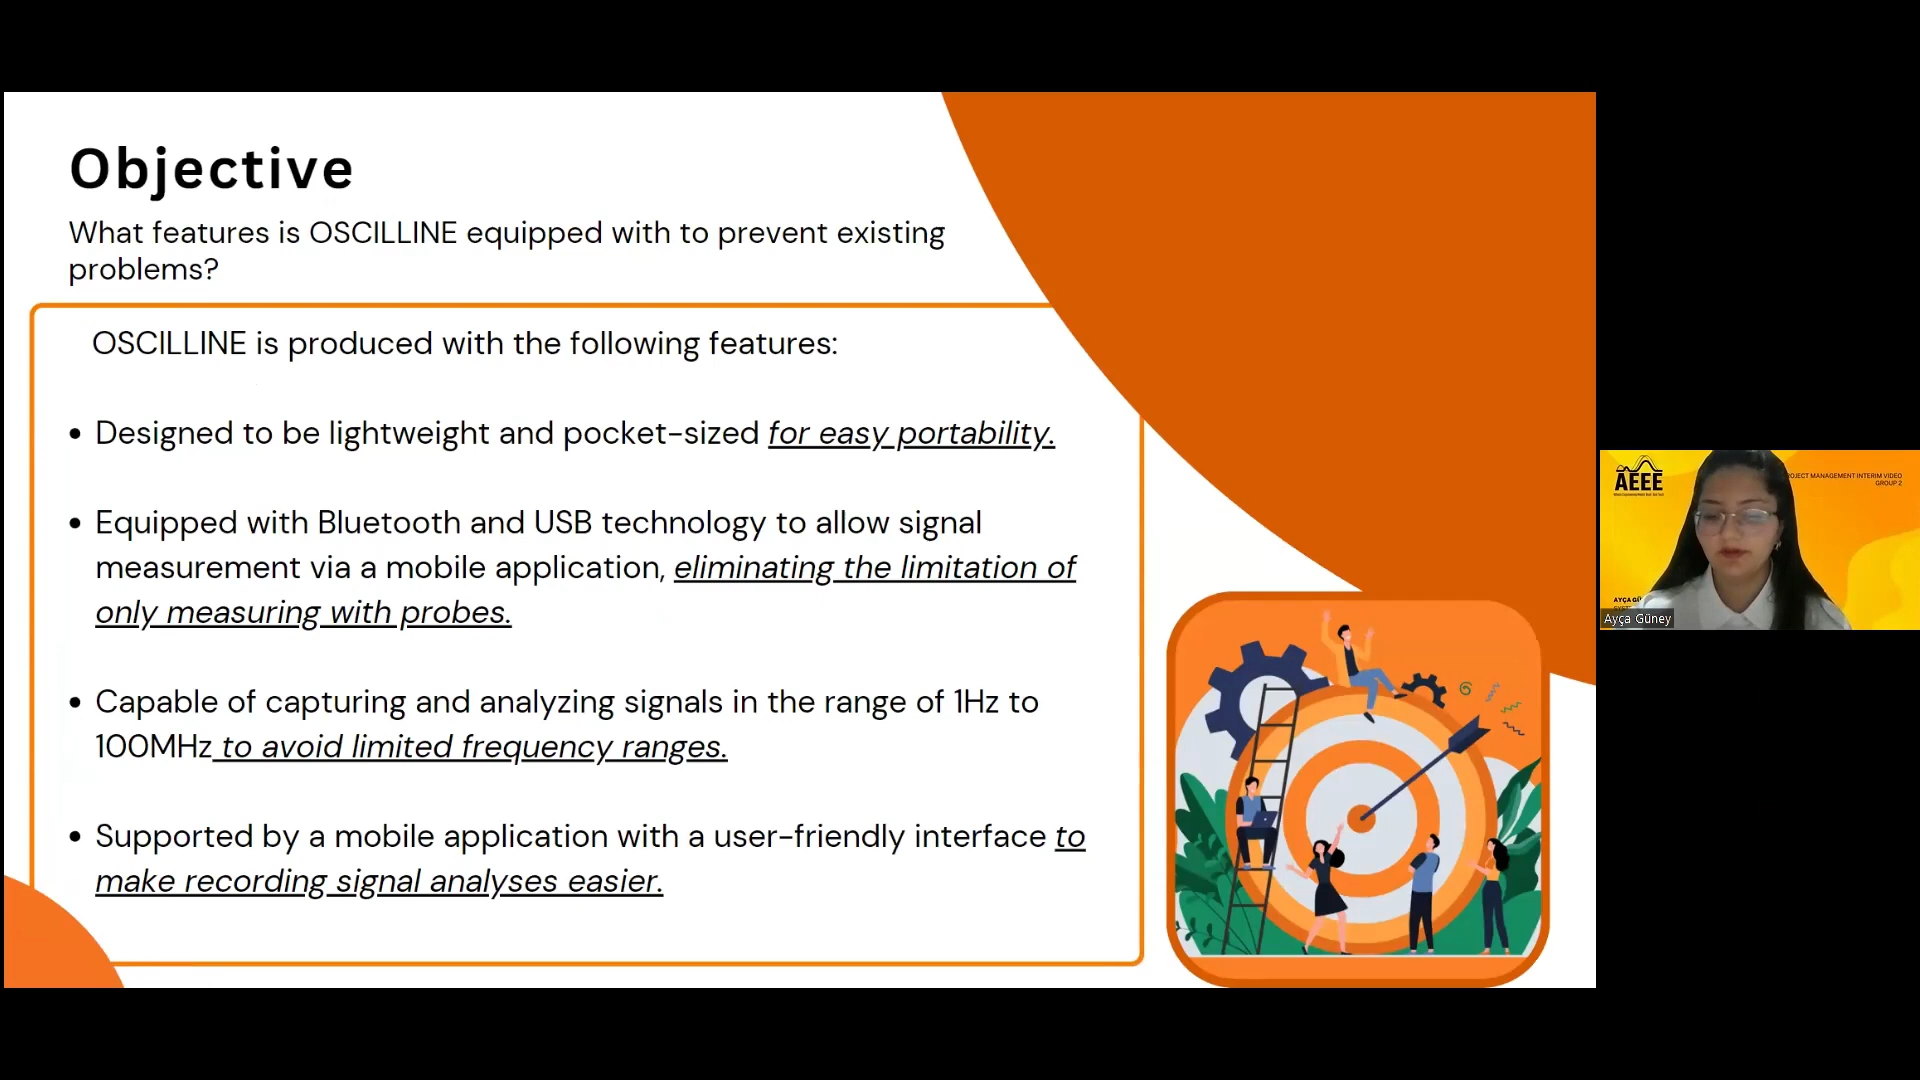 Objective
What features is OSCILLINE equipped with to prevent existing
problems?
OSCILLINE is produced with the following features:
• Designed to be lightweight and pocket-sized for easy portability.
• Equipped with Bluetooth and USB technology to allow signal
measurement via a mobile application, eliminating the limitation of
only measuring with probes.
• Capable of capturing and analyzing signals in the range of 1Hz to
100MHz to avoid limited frequency ranges.
• Supported by a mobile application with a user-friendly interface to
make recording signal analyses easier.
AEEE
MANAGEMENT INTERIM VIDEO
GROUP 2
AYÇA
Ayça Güney